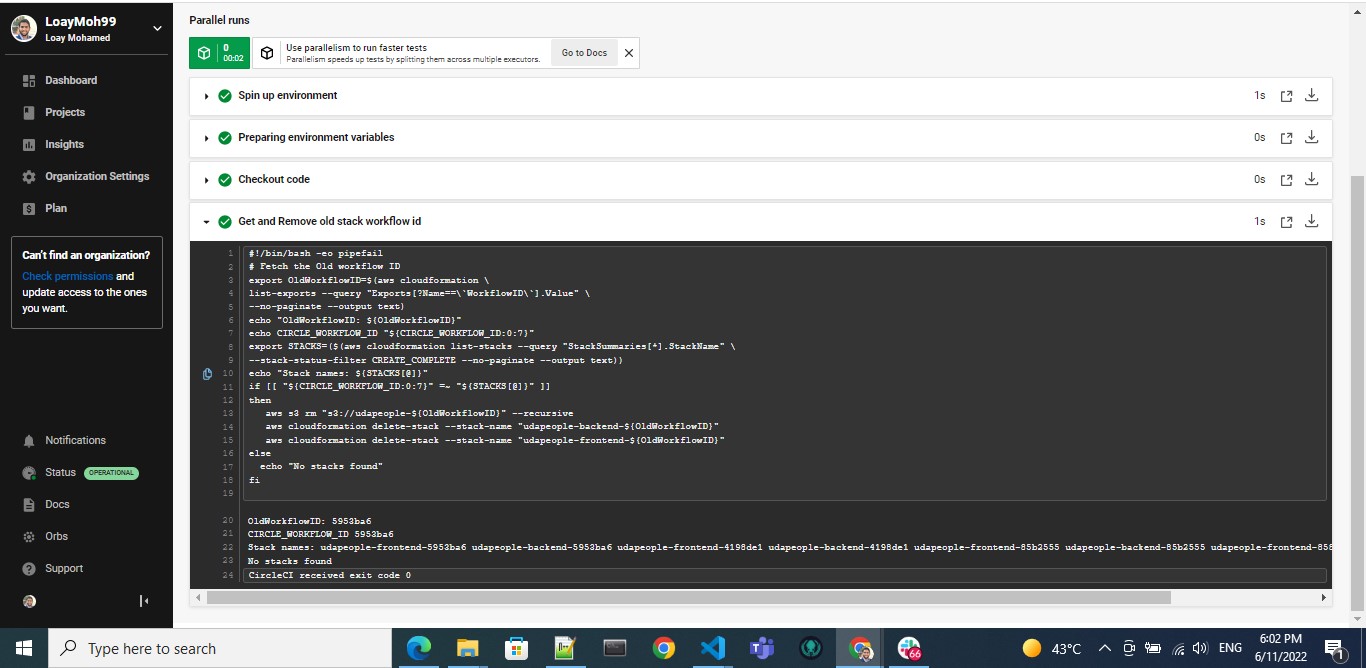 LoayMoh99
Loay Mohamed
Dashboard
Projects
Insights
Organization Settings
Plan
Can't find an organization?
Check permissions and
update access to the ones
you want.
Notifications
Status OPERATIONAL
Docs
Orbs
Support
Parallel runs
0
00:02
Use parallelism to run faster tests
Parallelism speeds up tests by splitting them across multiple executors.
Go to Docs
Spin up environment 1s
Preparing environment variables 0s
Checkout code 0s
Get and Remove old stack workflow id 1s
1 #!/bin/bash -eo pipefail
2 # Fetch the Old workflow ID
3 export OldWorkflowID=$(aws cloudformation \
4 list-exports --query "Exports[?Name==\`WorkflowID\`].Value" \
5 --no-paginate --output text)
6 echo "OldWorkflowID: ${OldWorkflowID}"
7 echo CIRCLE_WORKFLOW_ID "${CIRCLE_WORKFLOW_ID:0:7}"
8 export STACKS=($(aws cloudformation list-stacks --query "StackSummaries[*].StackName" \
9 --stack-status-filter CREATE_COMPLETE --no-paginate --output text))
10 echo "Stack names: ${STACKS[@]}"
11 if [[ "${CIRCLE_WORKFLOW_ID:0:7}" =~ "${STACKS[@]}" ]]
12 then
13 aws s3 rm "s3://udapeople-${OldWorkflowID}" --recursive
14 aws cloudformation delete-stack --stack-name "udapeople-backend-${OldWorkflowID}"
15 aws cloudformation delete-stack --stack-name "udapeople-frontend-${OldWorkflowID}"
16 else
17 echo "No stacks found"
18 fi
19
20 OldWorkflowID: 5953ba6
21 CIRCLE_WORKFLOW_ID 5953ba6
22 Stack names: udapeople-frontend-5953ba6 udapeople-backend-5953ba6 udapeople-frontend-4198de1 udapeople-backend-4198de1 udapeople-frontend-85b2555 udapeople-backend-85b2555 udapeople-frontend-858
23 No stacks found
24 CircleCI received exit code 0
Type here to search
66
43°C
ENG
6:02 PM
6/11/2022
1